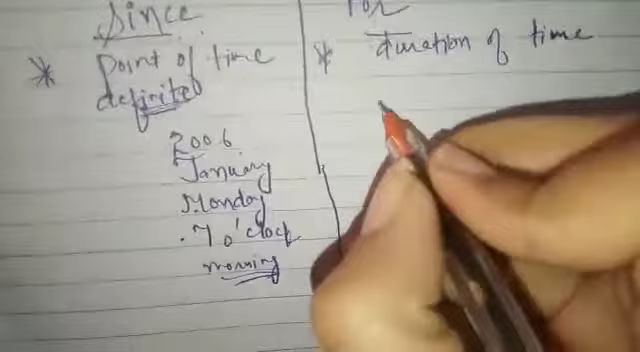 Since
* Point of time
definite
2006
January
Monday
. 7 o'clock
morning
For
* Duration of time